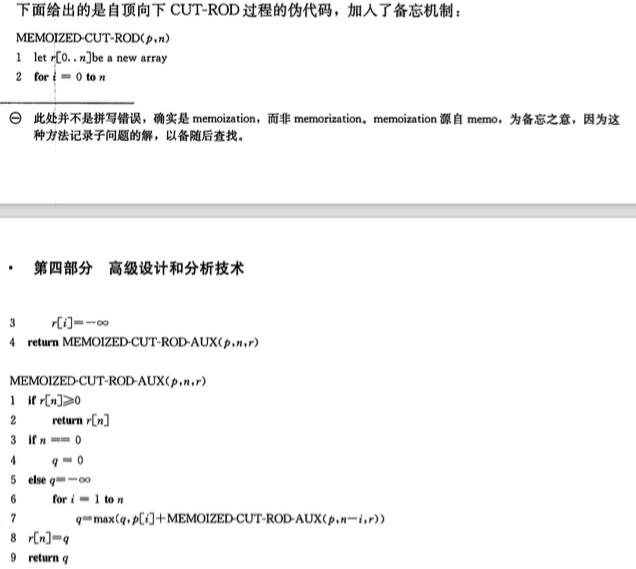 下面给出的是自顶向下 CUT-ROD 过程的伪代码，加入了备忘机制：
MEMOIZED-CUT-ROD(p,n)
1 let r[0..n]be a new array
2 for i = 0 to n
⊖ 此处并不是拼写错误，确实是 memoization，而非 memorization。memoization 源自 memo，为备忘之意，因为这
种方法记录子问题的解，以备随后查找。
· 第四部分 高级设计和分析技术
3 r[i]=-∞
4 return MEMOIZED-CUT-ROD-AUX(p,n,r)
MEMOIZED-CUT-ROD-AUX(p,n,r)
1 if r[n]⩾0
2 return r[n]
3 if n == 0
4 q = 0
5 else q=-∞
6 for i = 1 to n
7 q=max(q,p[i]+MEMOIZED-CUT-ROD-AUX(p,n-i,r))
8 r[n]=q
9 return q